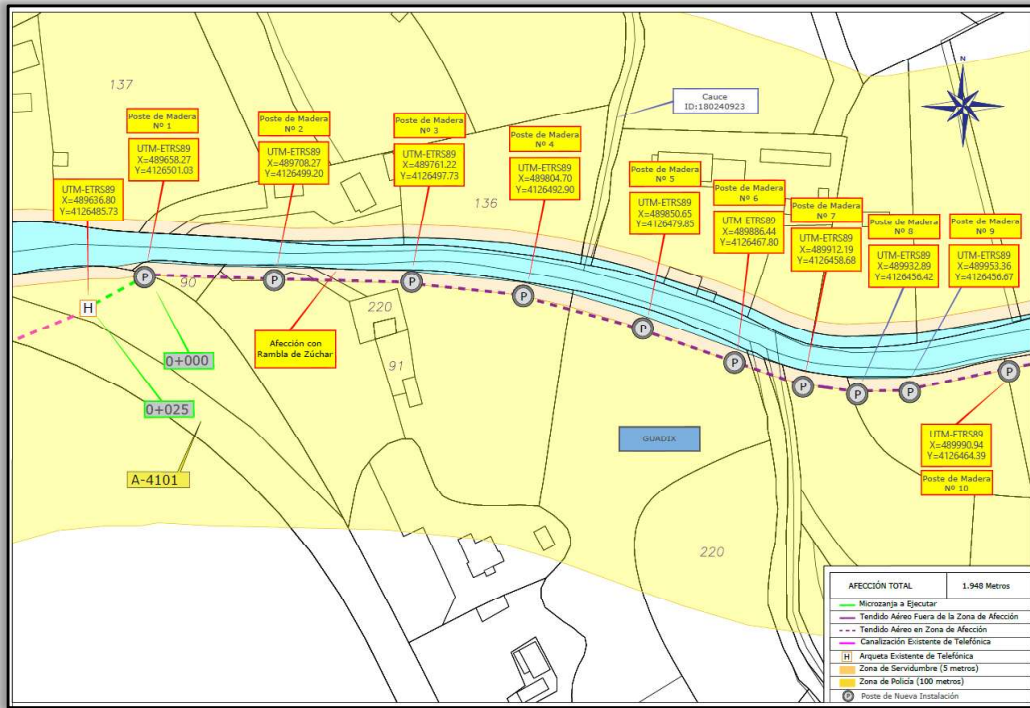 N
137
Cauce
ID:180240923
Poste de Madera
Nº 1
UTM-ETRS89
X=489658.27
Y=4126501.03
Poste de Madera
Nº 2
UTM-ETRS89
X=489708.27
Y=4126499.20
Poste de Madera
Nº 3
UTM-ETRS89
X=489761.22
Y=4126497.73
Poste de Madera
Nº 4
UTM-ETRS89
X=489804.70
Y=4126492.90
Poste de Madera
Nº 5
UTM-ETRS89
X=489850.65
Y=4126479.85
Poste de Madera
Nº 6
UTM-ETRS89
X=489886.44
Y=4126467.80
Poste de Madera
Nº 7
UTM-ETRS89
X=489912.19
Y=4126458.68
Poste de Madera
Nº 8
UTM-ETRS89
X=489932.89
Y=4126456.42
Poste de Madera
Nº 9
UTM-ETRS89
X=489953.36
Y=4126456.67
UTM-ETRS89
X=489636.80
Y=4126485.73
136
90
220
91
H
P
P
P
P
P
P
P
P
P
P
0+000
0+025
Afección con
Rambla de Zúchar
A-4101
GUADIX
UTM-ETRS89
X=489990.94
Y=4126464.39
Poste de Madera
Nº 10
220
AFECCIÓN TOTAL 1.948 Metros
Microzanja a Ejecutar
Tendido Aéreo Fuera de la Zona de Afección
Tendido Aéreo en Zona de Afección
Canalización Existente de Telefónica
H Arqueta Existente de Telefónica
Zona de Servidumbre (5 metros)
Zona de Policía (100 metros)
P Poste de Nueva Instalación